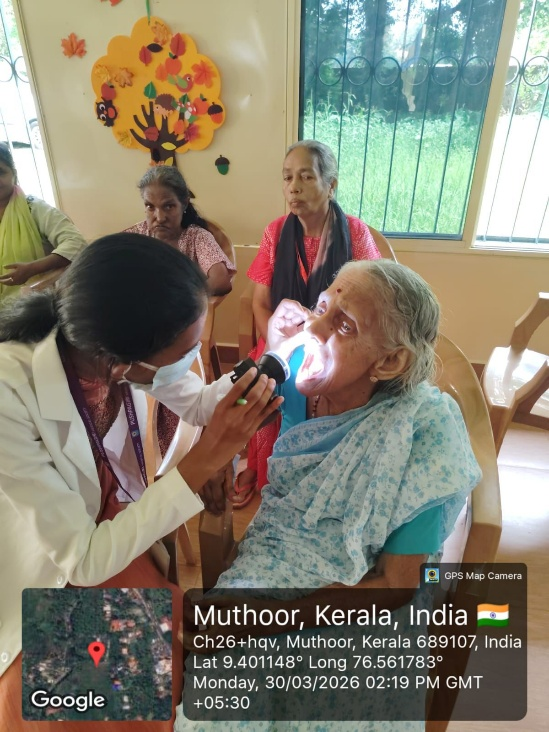 GPS Map Camera
Muthoor, Kerala, India
Ch26+hqv, Muthoor, Kerala 689107, India
Lat 9.401148° Long 76.561783°
Monday, 30/03/2026 02:19 PM GMT
+05:30
Google